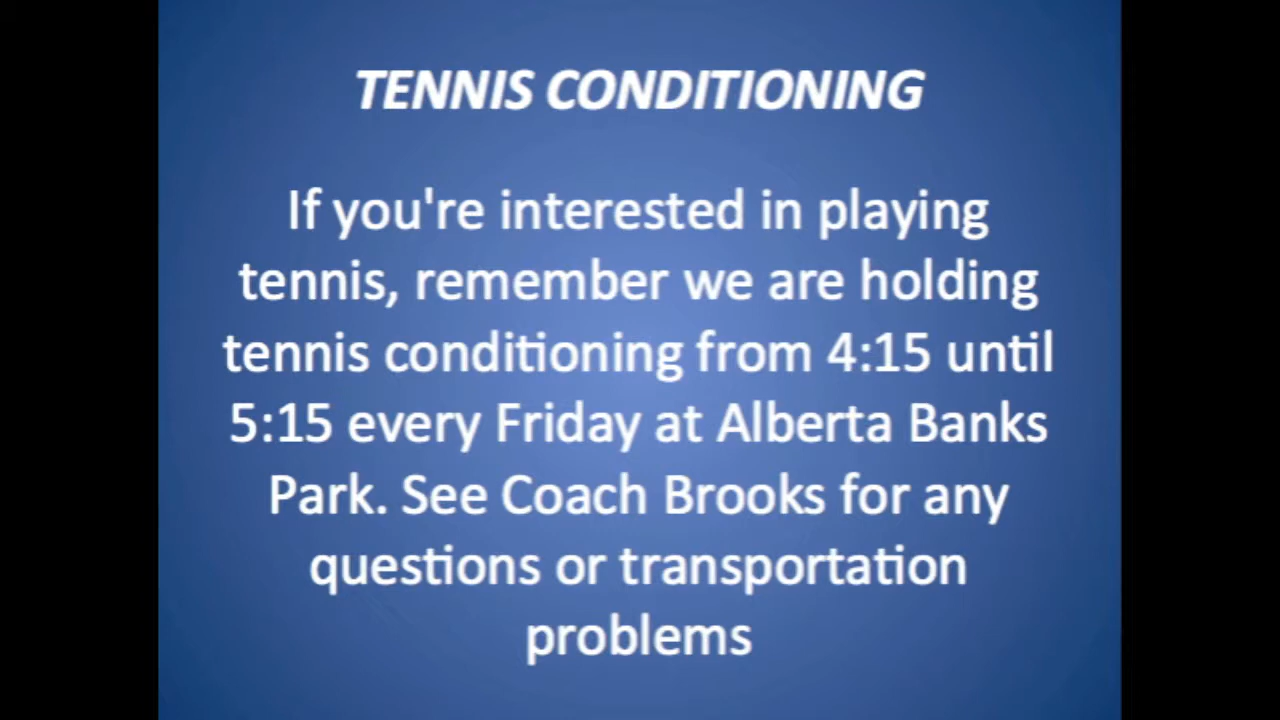 TENNIS CONDITIONING
If you're interested in playing
tennis, remember we are holding
tennis conditioning from 4:15 until
5:15 every Friday at Alberta Banks
Park. See Coach Brooks for any
questions or transportation
problems